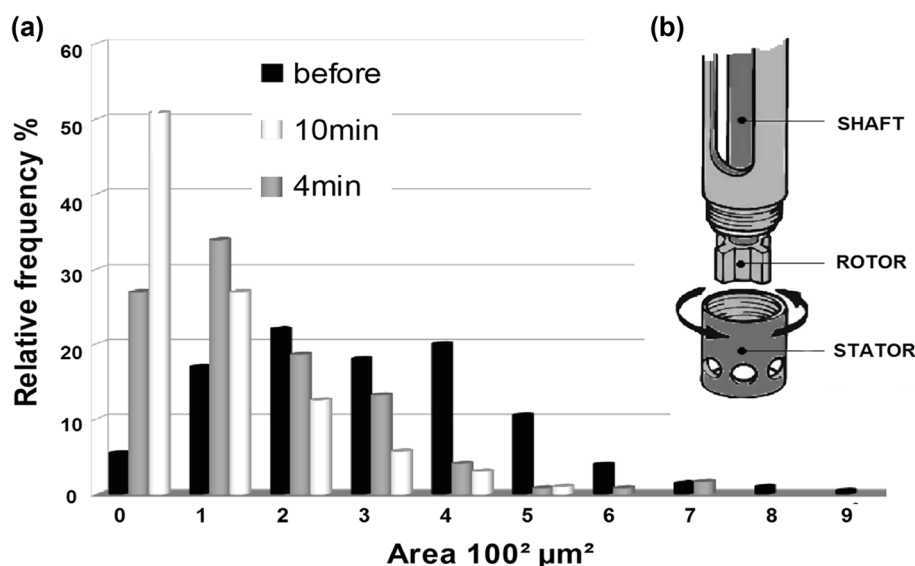 (a)
Relative frequency %
60
50
40
30
20
10
0
before
10min
4min
0 1 2 3 4 5 6 7 8 9
Area 100² µm²
(b)
SHAFT
ROTOR
STATOR